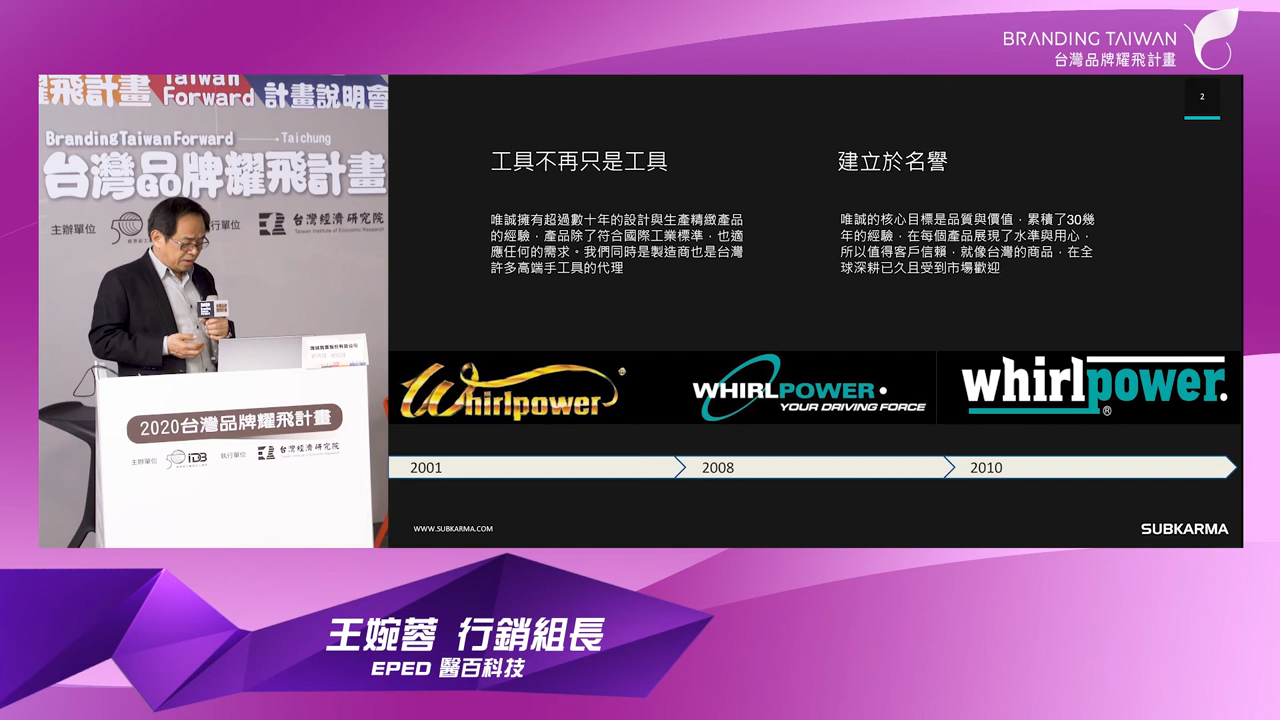 BRANDING TAIWAN
台灣品牌耀飛計畫
耀飛計畫 Taiwan Forward 計畫說明會
Branding Taiwan Forward Taichung
台灣品牌耀飛計畫
GO
主辦單位
行單位
台灣經濟研究院
Taiwan Institute of Economic Research
2020台灣品牌耀飛計畫
主辦單位 IDB 執行單位 台灣經濟研究院
2
工具不再只是工具
唯誠擁有超過數十年的設計與生產精緻產品
的經驗，產品除了符合國際工業標準，也適
應任何的需求。我們同時是製造商也是台灣
許多高端手工具的代理
建立於名譽
唯誠的核心目標是品質與價值，累積了30幾
年的經驗，在每個產品展現了水準與用心，
所以值得客戶信賴，就像台灣的商品，在全
球深耕已久且受到市場歡迎
Whirlpower®
WHIRLPOWER
YOUR DRIVING FORCE
whirlpower.®
2001
2008
2010
WWW.SUBKARMA.COM
SUBKARMA
王婉蓉 行銷組長
EPED 醫百科技